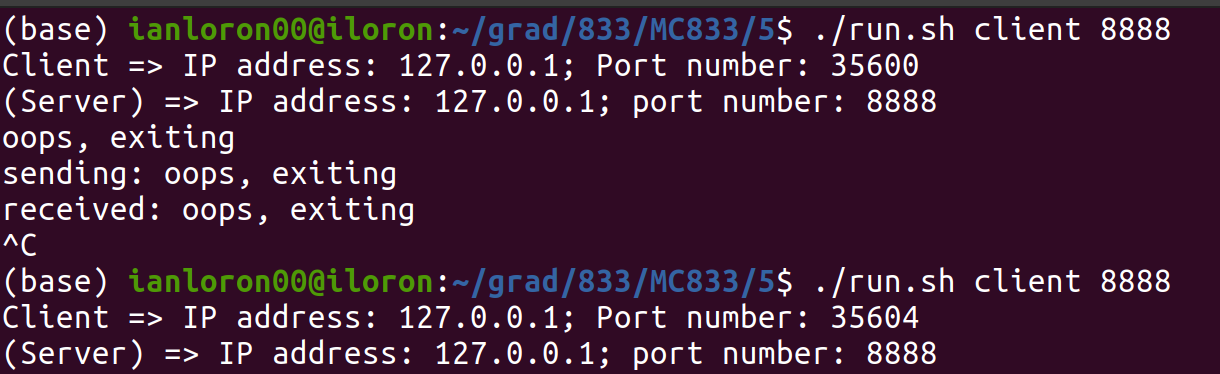 (base) ianloron00@iloron:~/grad/833/MC833/5$ ./run.sh client 8888
Client => IP address: 127.0.0.1; Port number: 35600
(Server) => IP address: 127.0.0.1; port number: 8888
oops, exiting
sending: oops, exiting
received: oops, exiting
^C
(base) ianloron00@iloron:~/grad/833/MC833/5$ ./run.sh client 8888
Client => IP address: 127.0.0.1; Port number: 35604
(Server) => IP address: 127.0.0.1; port number: 8888